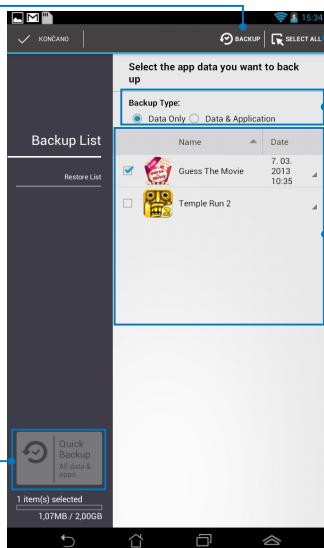 15:34
KONČANO
BACKUP
SELECT ALL
Select the app data you want to back
up
Backup Type:
Data Only
Data & Application
Backup List
Restore List
Name
Date
Guess The Movie
7. 03.
2013
10:35
Temple Run 2
Quick
Backup
All data &
apps
1 item(s) selected
1,07MB / 2,00GB